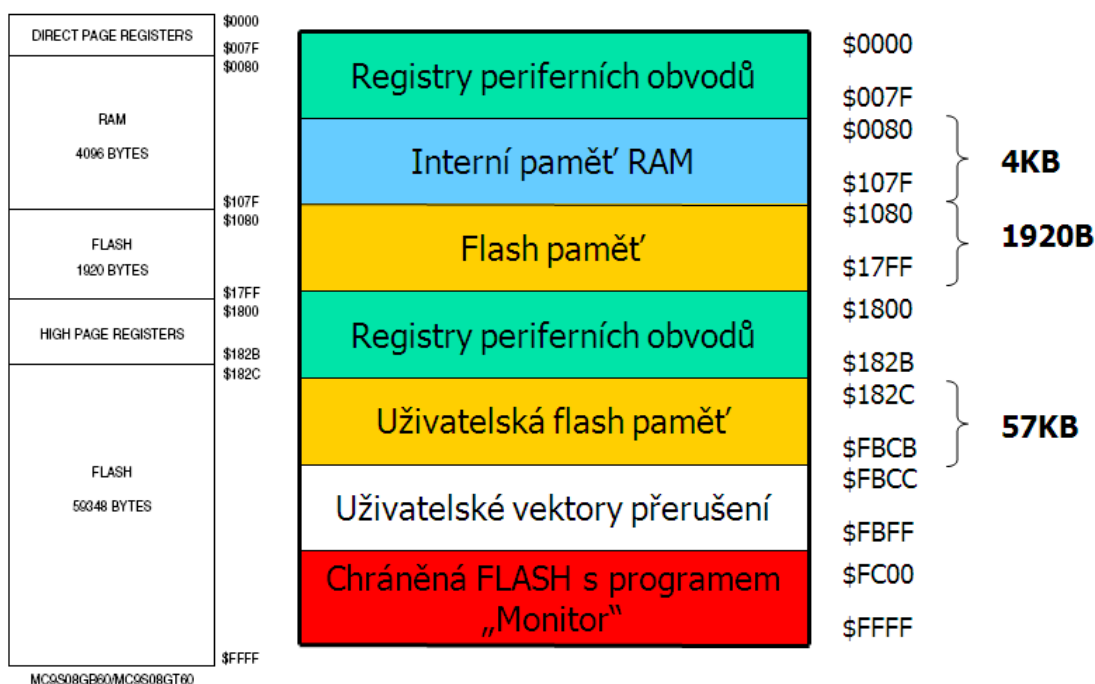 DIRECT PAGE REGISTERS
$0000
$007F
$0080
RAM
4096 BYTES
$107F
$1080
FLASH
1920 BYTES
$17FF
$1800
HIGH PAGE REGISTERS
$182B
$182C
FLASH
59348 BYTES
$FFFF
MC9S08GB60/MC9S08GT60
Registry periferních obvodů
$0000
$007F
Interní paměť RAM
$0080
$107F
4KB
Flash paměť
$1080
$17FF
1920B
Registry periferních obvodů
$1800
$182B
Uživatelská flash paměť
$182C
$FBCB
57KB
Uživatelské vektory přerušení
$FBCC
$FBFF
Chráněná FLASH s programem
„Monitor“
$FC00
$FFFF